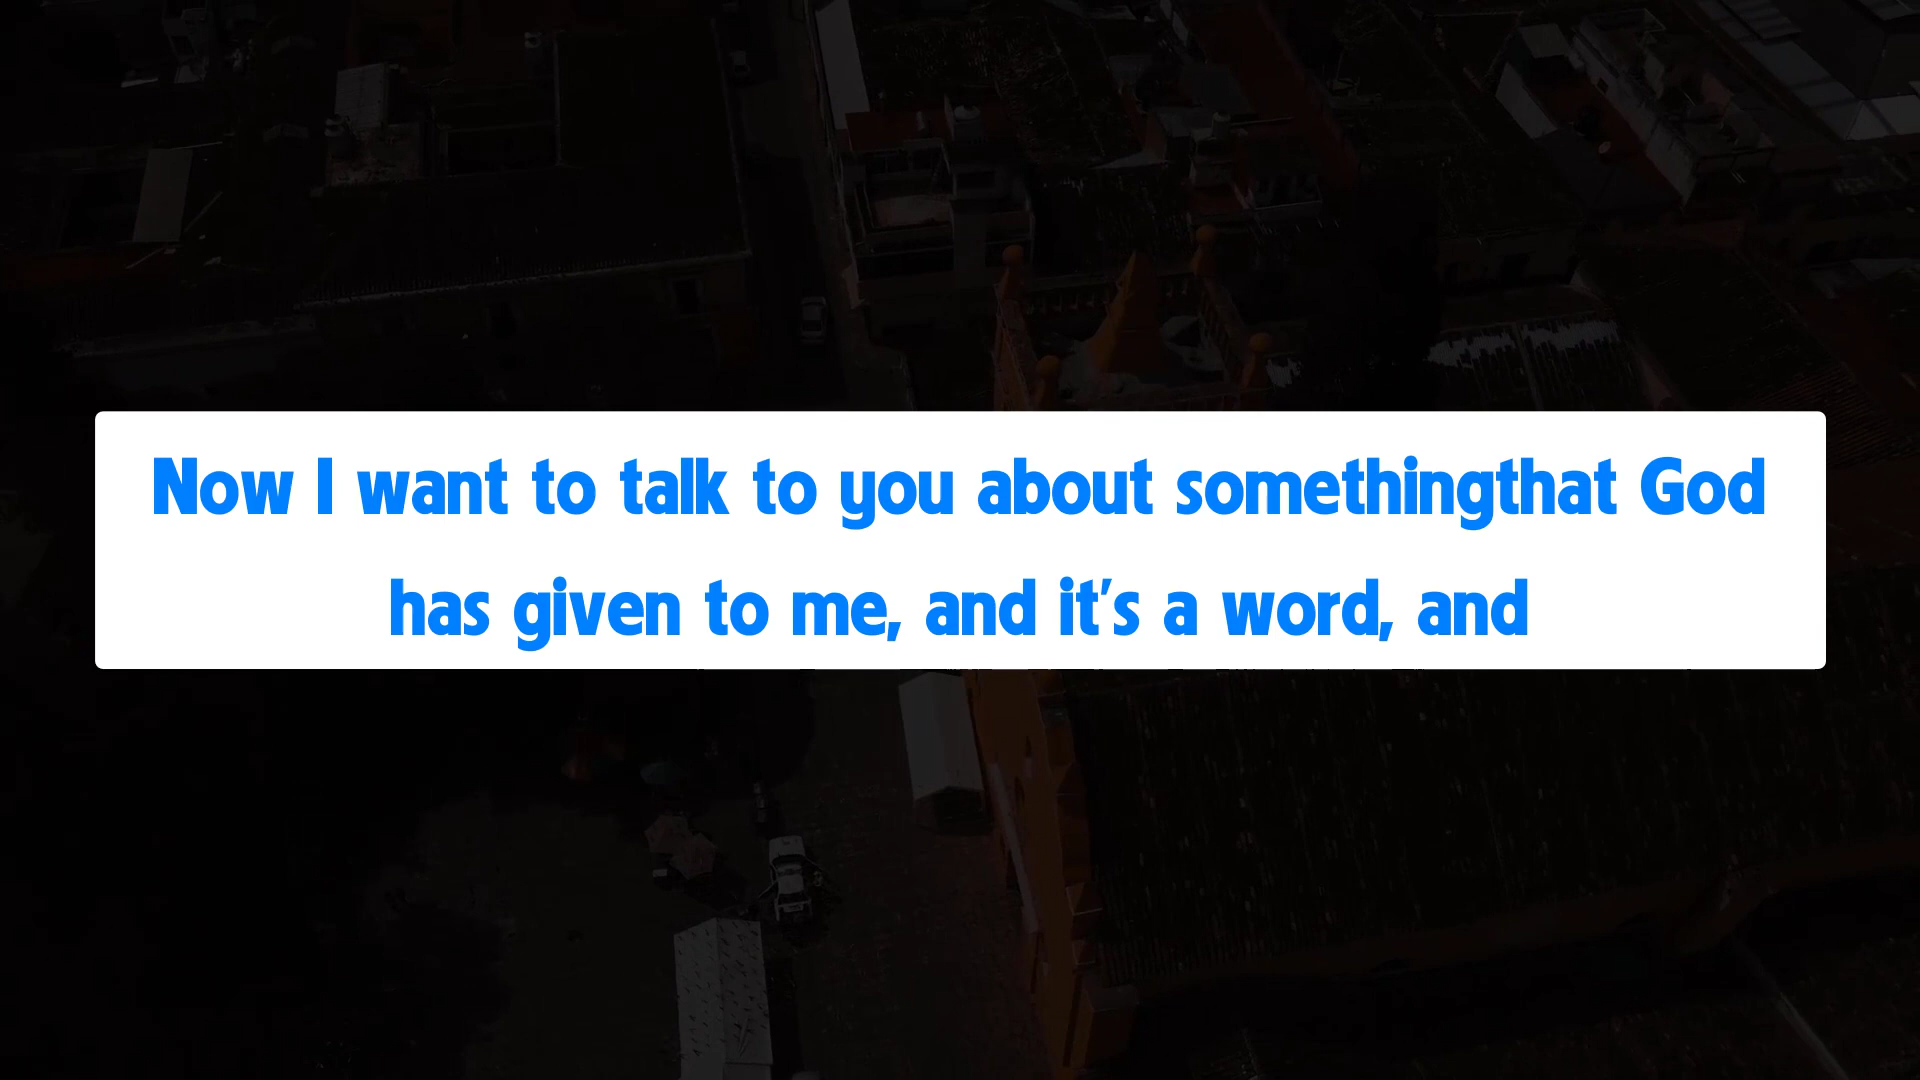 Now I want to talk to you about somethingthat God
has given to me, and it's a word, and